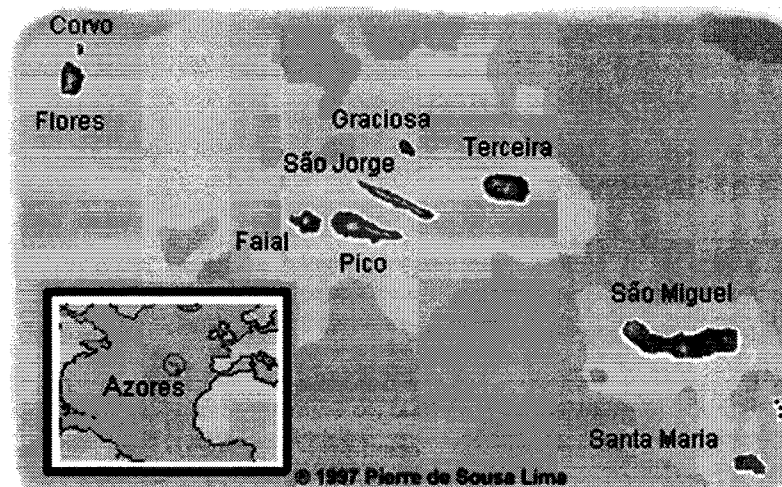 Corvo
Flores
Graciosa
São Jorge
Terceira
Faial
Pico
São Miguel
Azores
Santa Maria
© 1997 Pierre de Sousa Lima